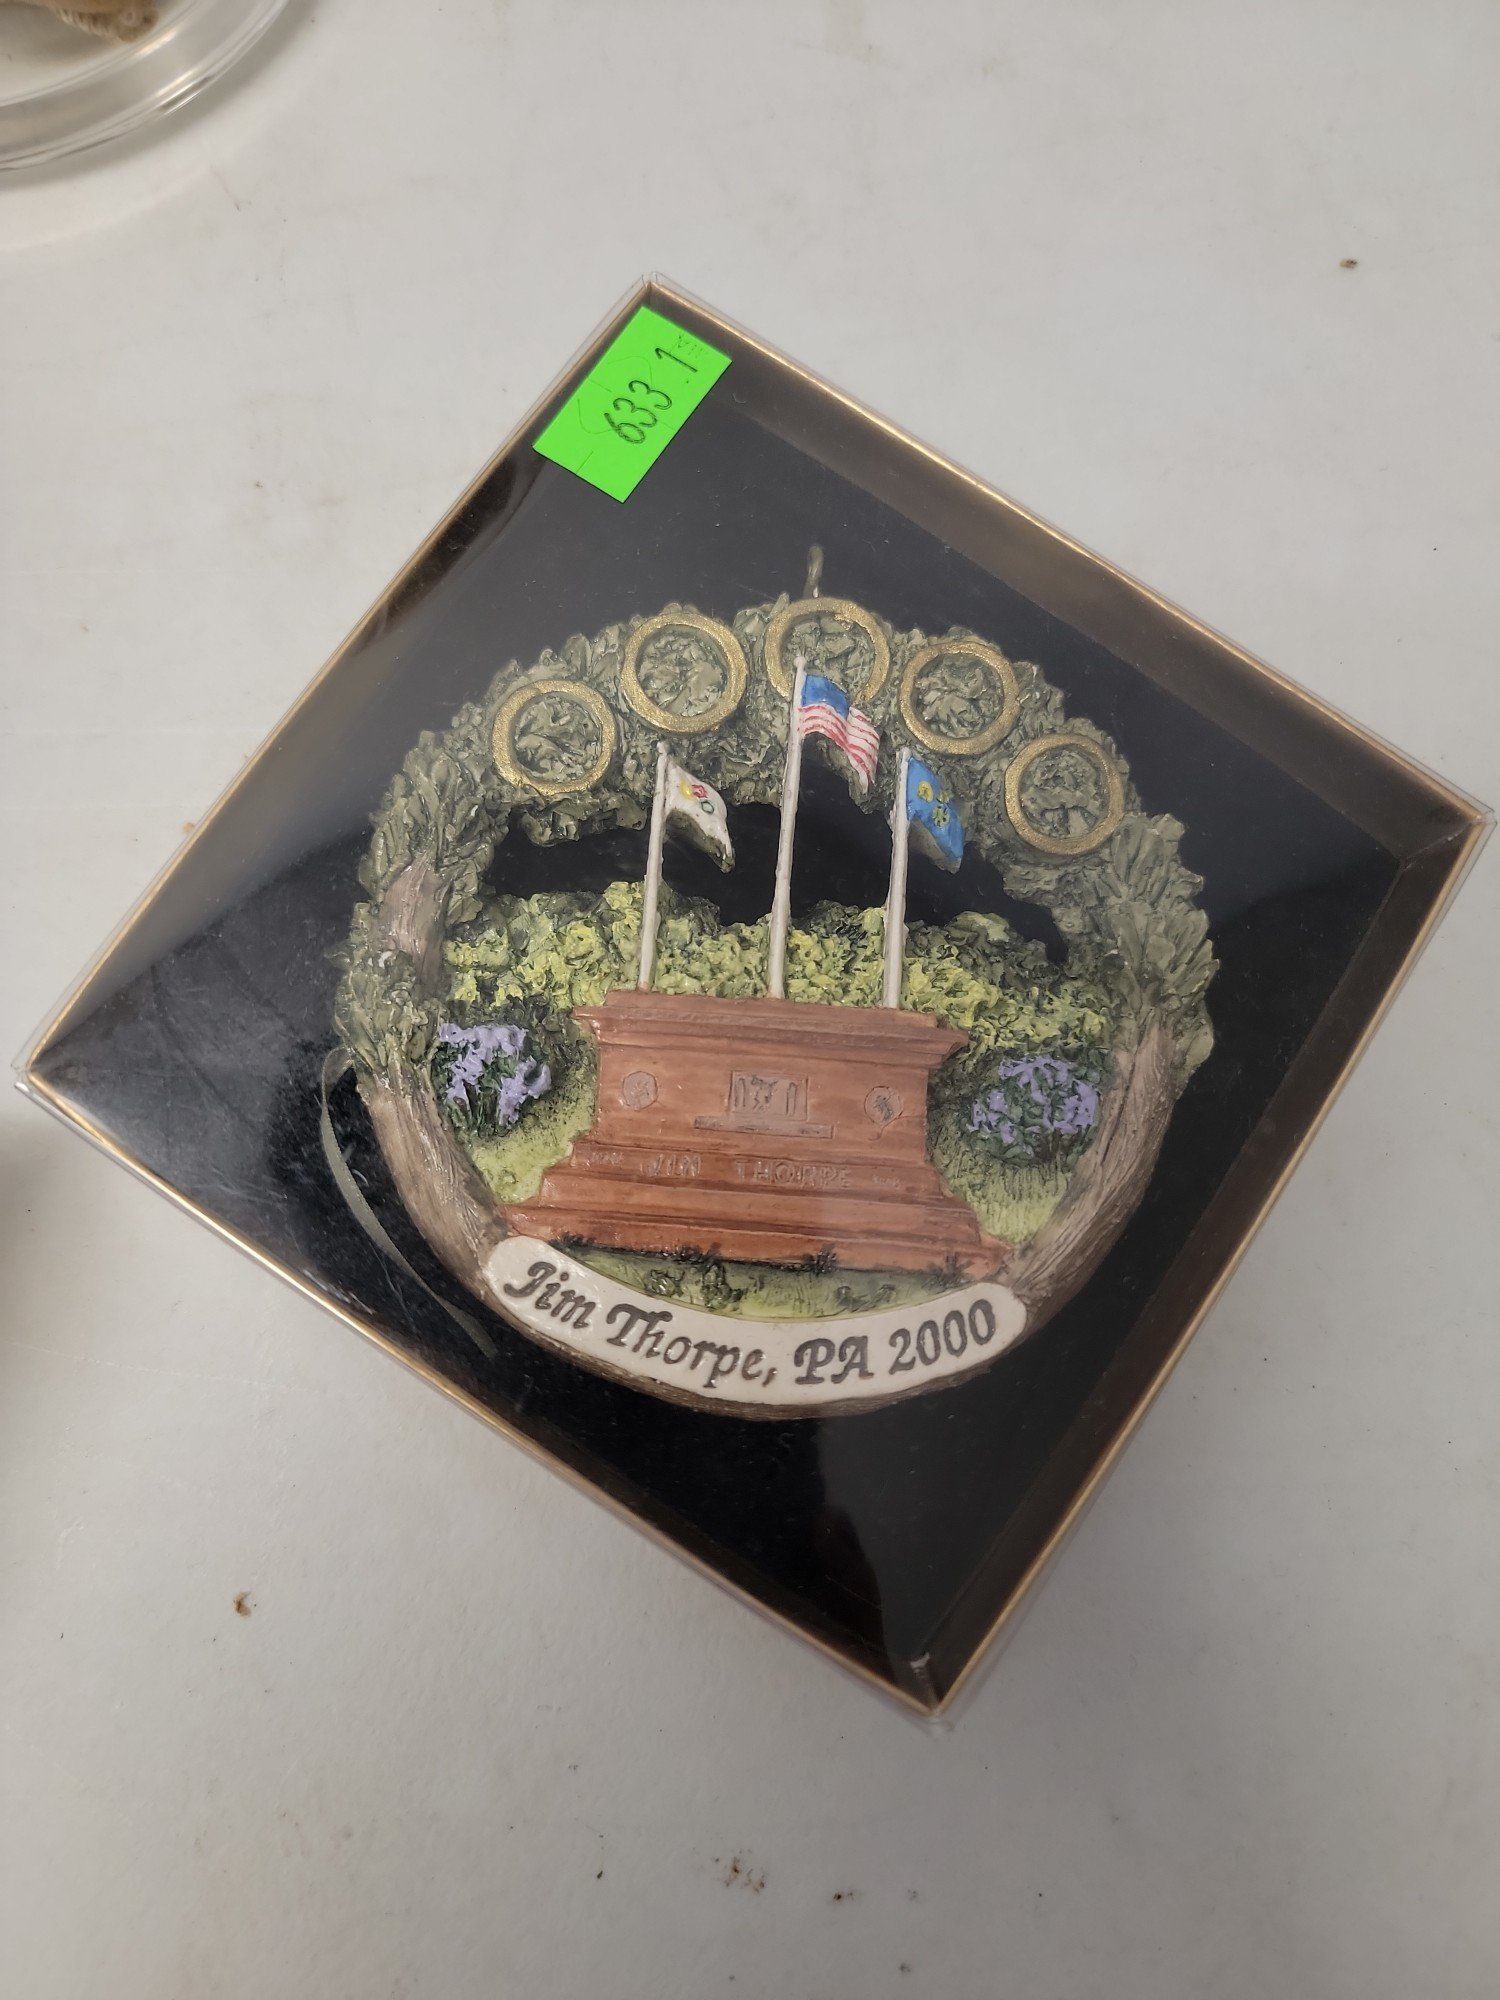 633 1
JIM THORPE
Jim Thorpe, PA 2000